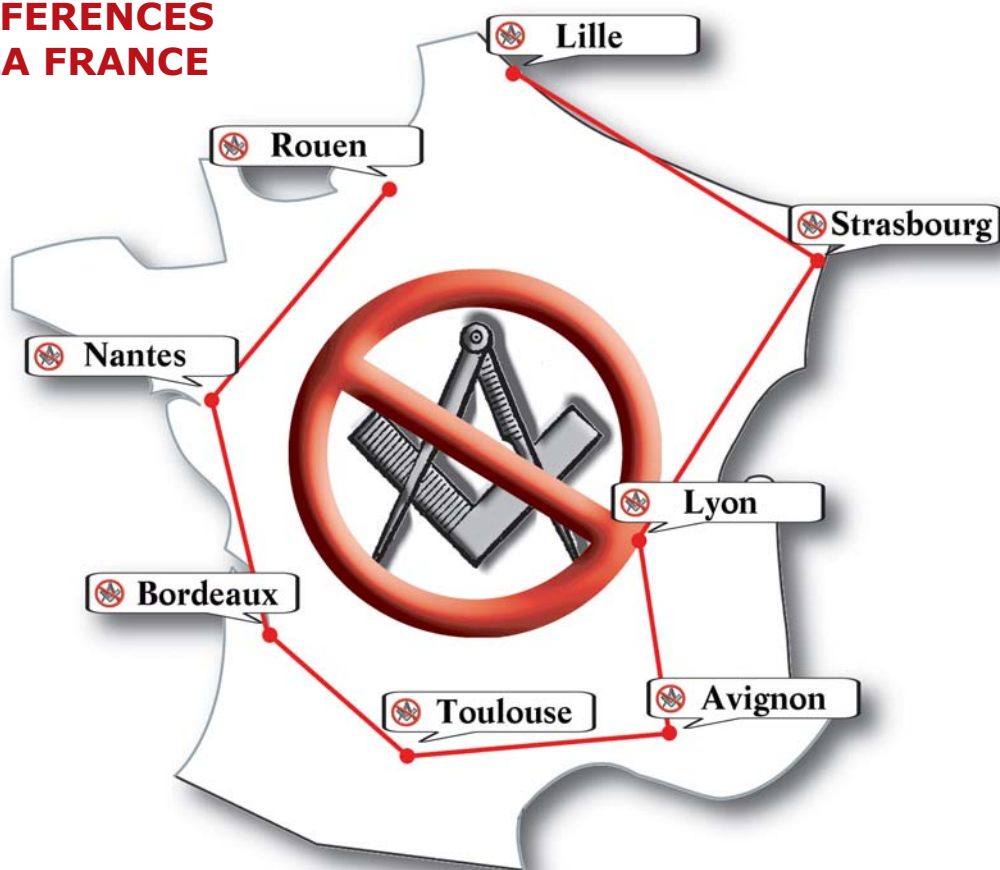 FERENCES
A FRANCE
Lille
Rouen
Strasbourg
Nantes
Lyon
Bordeaux
Avignon
Toulouse